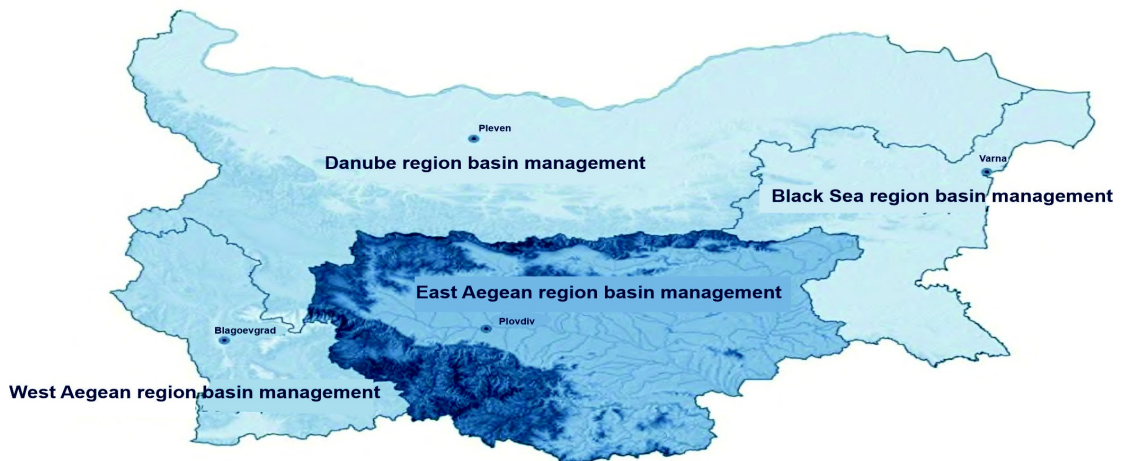 Pleven
Danube region basin management
Varna
Black Sea region basin management
East Aegean region basin management
Plovdiv
Blagoevgrad
West Aegean region basin management